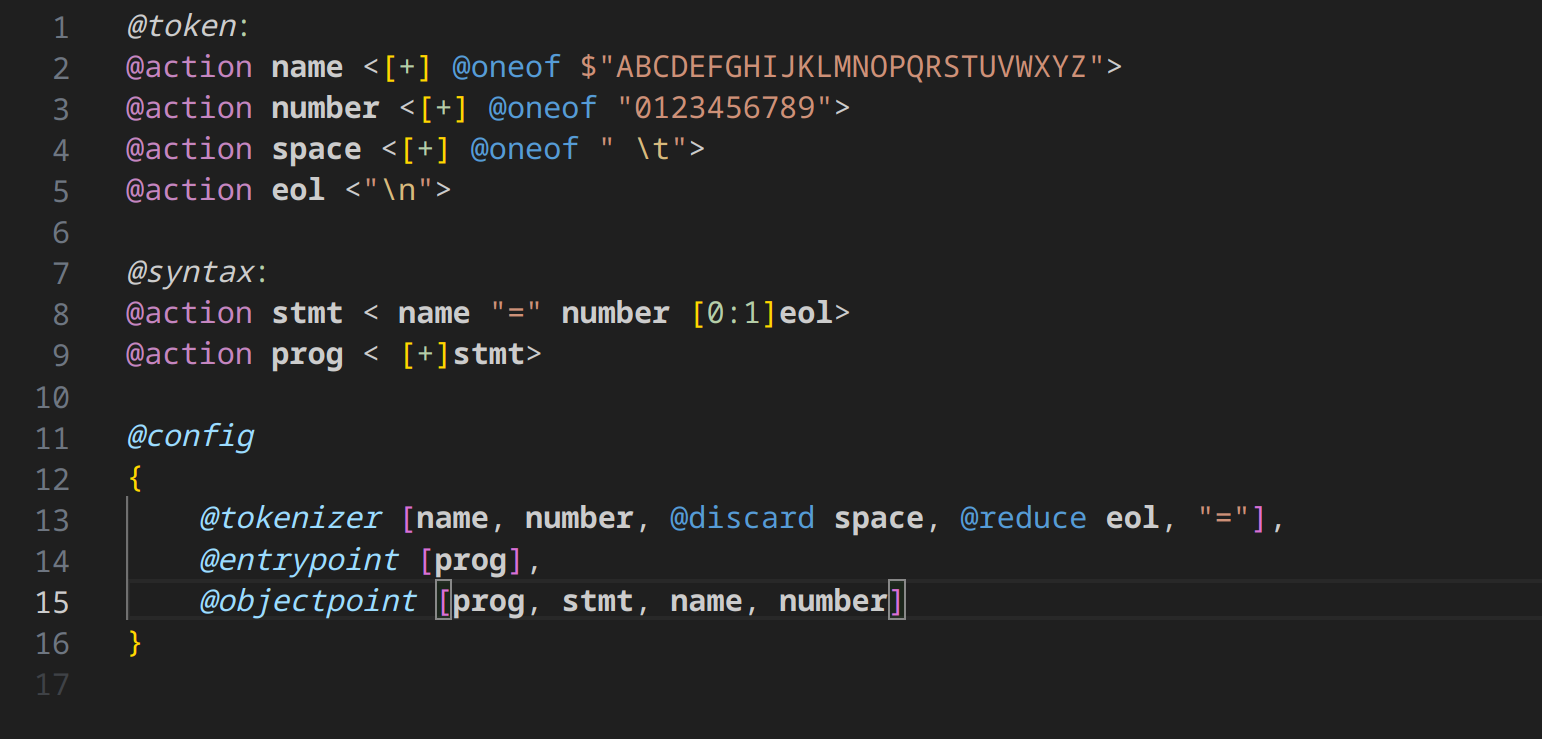 1 @token:
2 @action name <[+] @oneof $"ABCDEFGHIJKLMNOPQRSTUVWXYZ">
3 @action number <[+] @oneof "0123456789">
4 @action space <[+] @oneof " \t">
5 @action eol <"\n">
6
7 @syntax:
8 @action stmt < name "=" number [0:1]eol>
9 @action prog < [+]stmt>
10
11 @config
12 {
13     @tokenizer [name, number, @discard space, @reduce eol, "="],
14     @entrypoint [prog],
15     @objectpoint [prog, stmt, name, number]
16 }
17